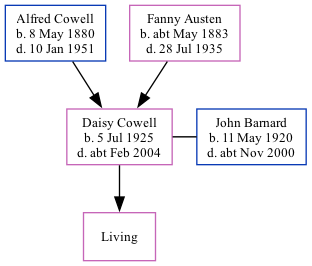 Alfred Cowell
b. 8 May 1880
d. 10 Jan 1951
Fanny Austen
b. abt May 1883
d. 28 Jul 1935
Daisy Cowell
b. 5 Jul 1925
d. abt Feb 2004
John Barnard
b. 11 May 1920
d. abt Nov 2000
Living